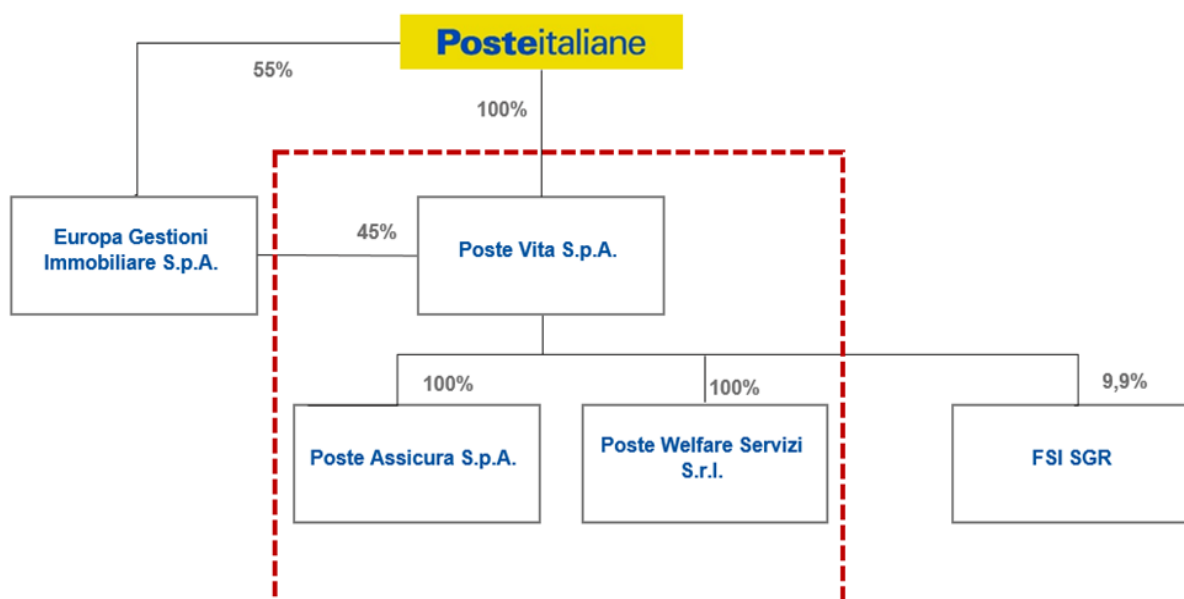 Posteitaliane
55%
100%
Europa Gestioni
Immobiliare S.p.A.
45%
Poste Vita S.p.A.
100%
100%
9,9%
Poste Assicura S.p.A.
Poste Welfare Servizi
S.r.l.
FSI SGR